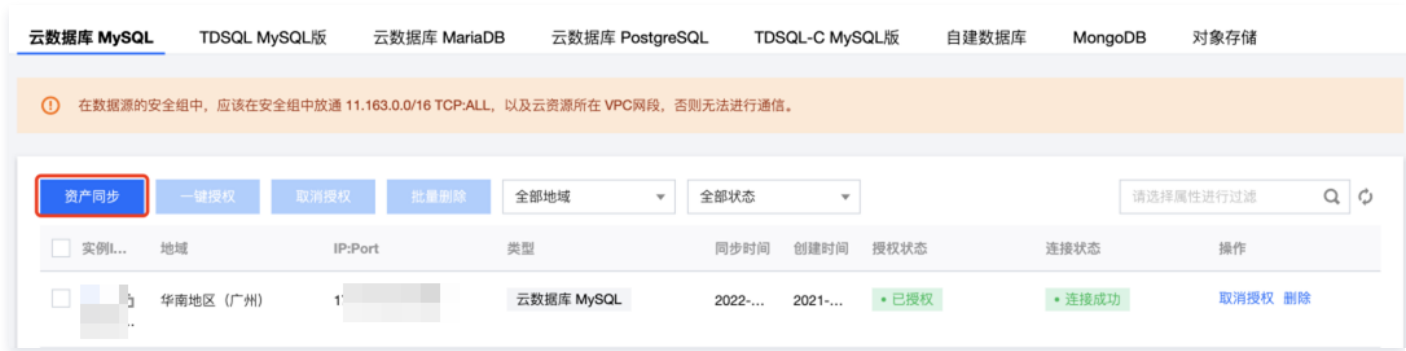 云数据库 MySQL TDSQL MySQL版 云数据库 MariaDB 云数据库 PostgreSQL TDSQL-C MySQL版 自建数据库 MongoDB 对象存储
在数据源的安全组中，应该在安全组中放通 11.163.0.0/16 TCP:ALL，以及云资源所在 VPC网段，否则无法进行通信。
资产同步 一键授权 取消授权 批量删除 全部地域 全部状态 请选择属性进行过滤
实例I... 地域 IP:Port 类型 同步时间 创建时间 授权状态 连接状态 操作
华南地区（广州） 云数据库 MySQL 2022-... 2021-... 已授权 连接成功 取消授权 删除